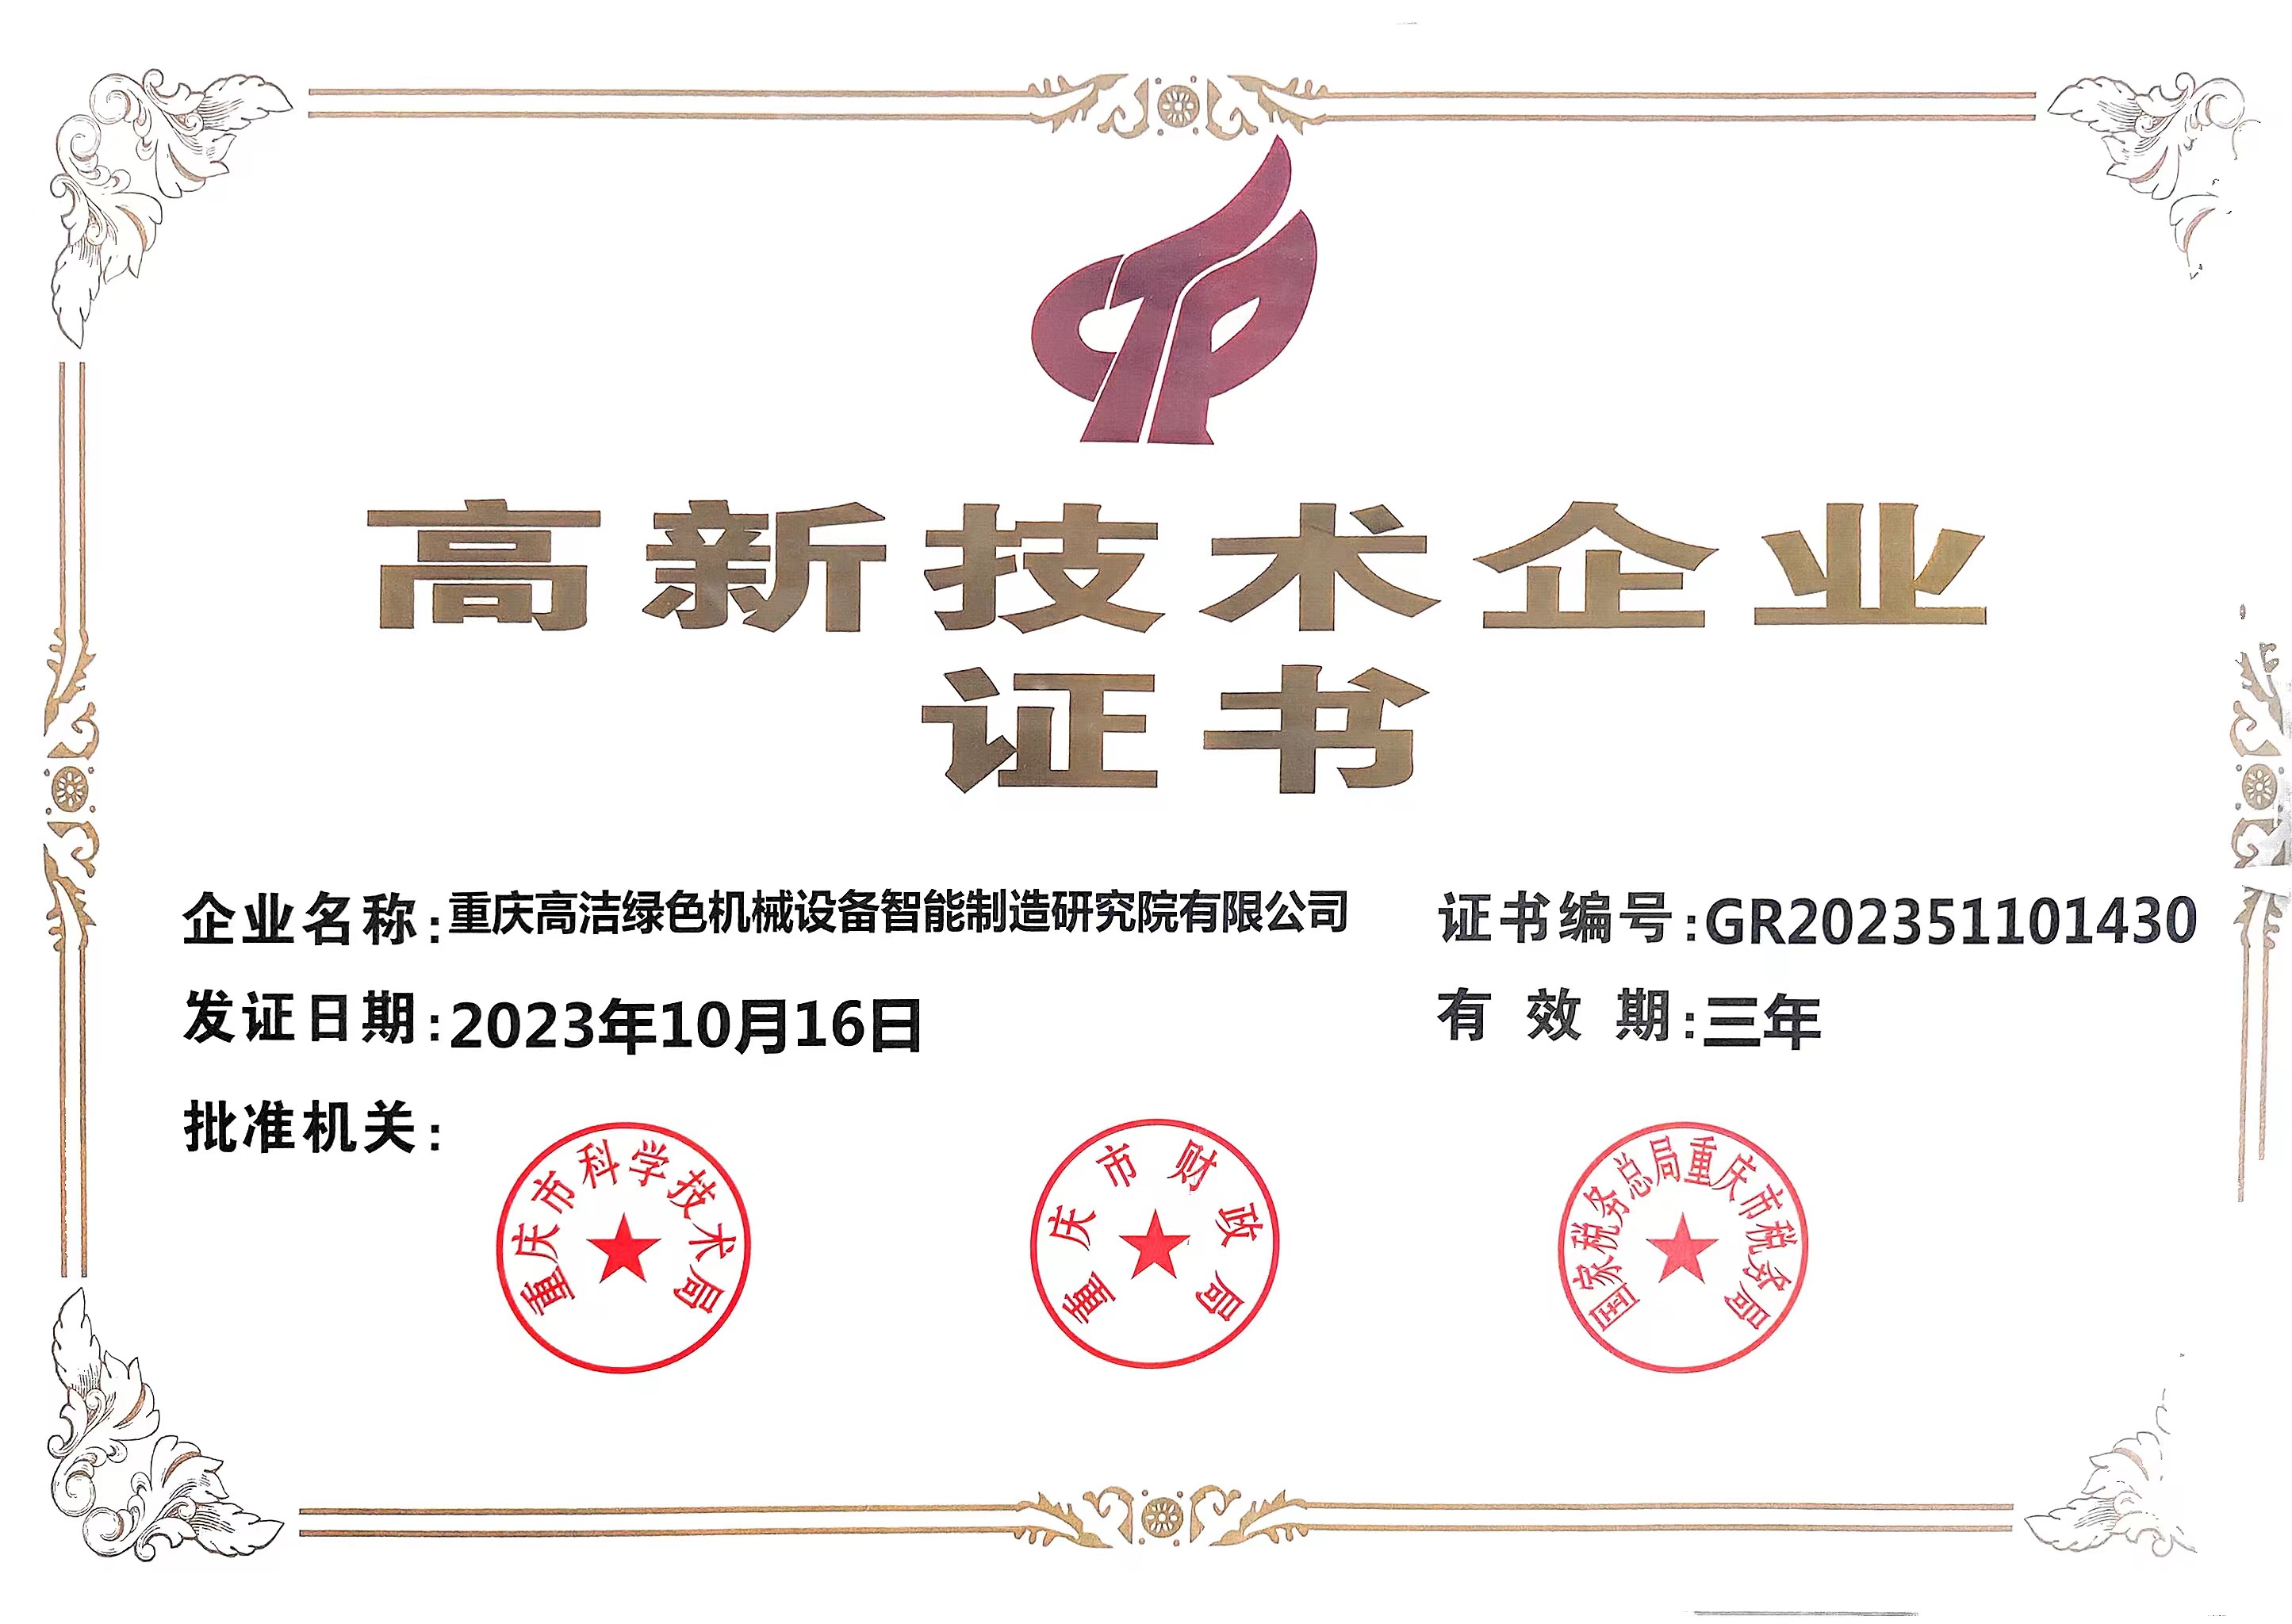 高新技术企业
证书
企业名称:重庆高洁绿色机械设备智能制造研究院有限公司
证书编号:GR202351101430
发证日期:2023年10月16日
有效期:三年
批准机关:
重庆市科学技术局
重庆市财政局
国家税务总局重庆市税务局